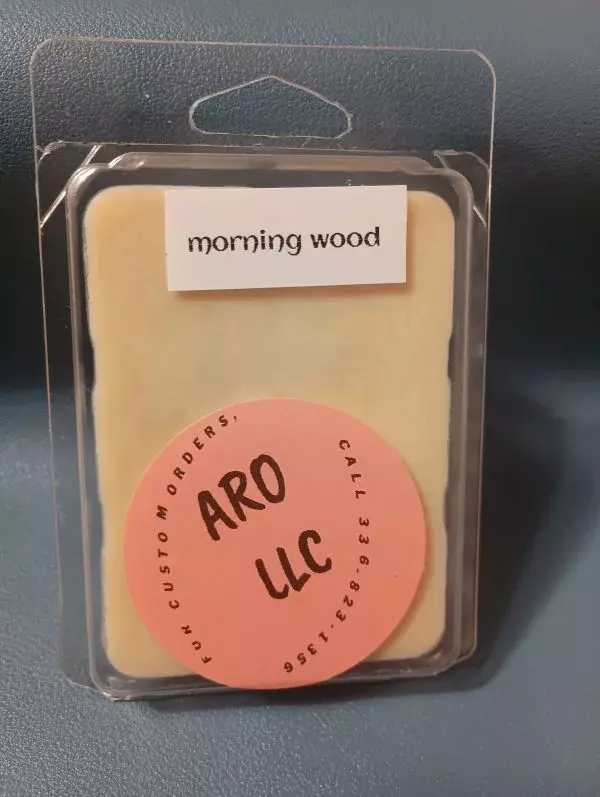 morning wood
FOR CUSTOM ORDERS,
CALL 336-823-1356
ARO
LLC